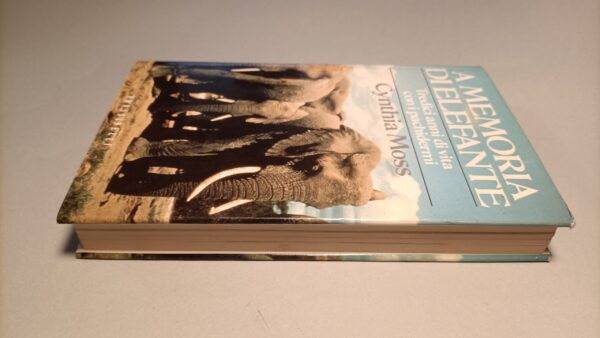 A MEMORIA
DI ELEFANTE
Tredici anni di vita
con i pachidermi
Cynthia Moss